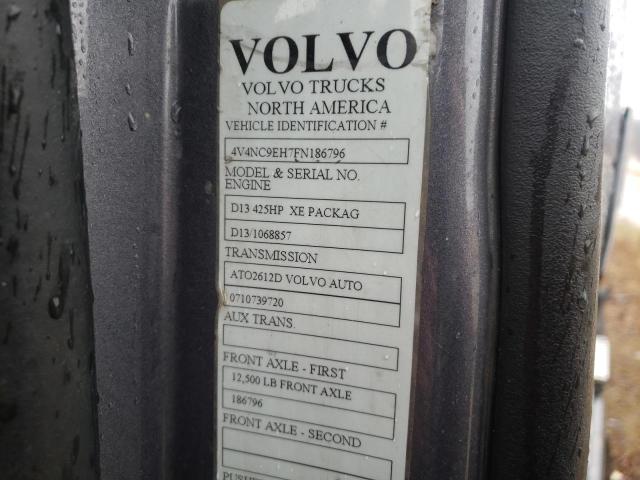 VOLVO
VOLVO TRUCKS
NORTH AMERICA
VEHICLE IDENTIFICATION #
4V4NC9EH7FN186796
MODEL & SERIAL NO.
ENGINE
D13 425HP XE PACKAG
D13/1068857
TRANSMISSION
ATO2612D VOLVO AUTO
0710739720
AUX TRANS.
FRONT AXLE - FIRST
12,500 LB FRONT AXLE
186796
FRONT AXLE - SECOND